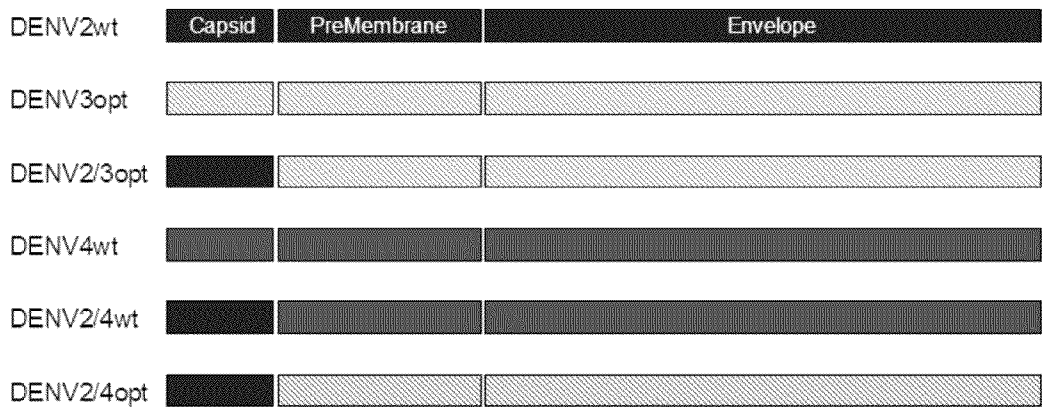 DENV2wt Capsid PreMembrane Envelope
DENV3opt
DENV2/3opt
DENV4wt
DENV2/4wt
DENV2/4opt